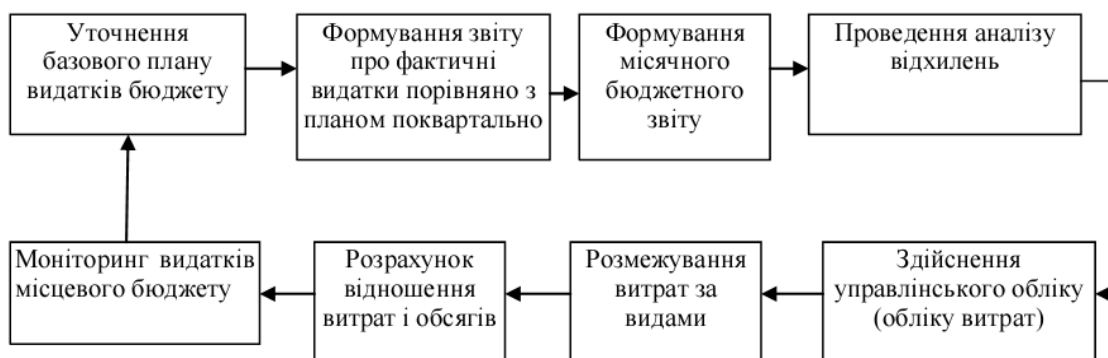 Уточнення
базового плану
видатків бюджету
Формування звіту
про фактичні
видатки порівняно з
планом поквартально
Формування
місячного
бюджетного
звіту
Проведення аналізу
відхилень
Моніторинг видатків
місцевого бюджету
Розрахунок
відношення
витрат і обсягів
Розмежування
витрат за
видами
Здійснення
управлінського обліку
(обліку витрат)